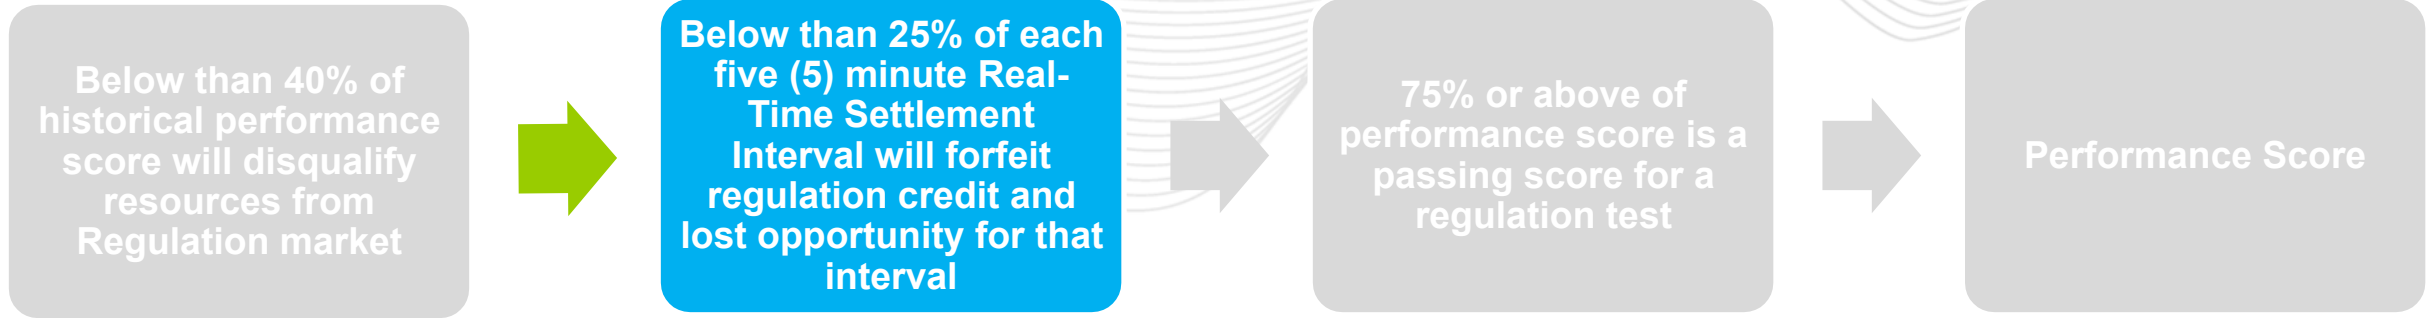 Below than 40% of
historical performance
score will disqualify
resources from
Regulation market
Below than 25% of each
five (5) minute Real-
Time Settlement
Interval will forfeit
regulation credit and
lost opportunity for that
interval
75% or above of
performance score is a
passing score for a
regulation test
Performance Score